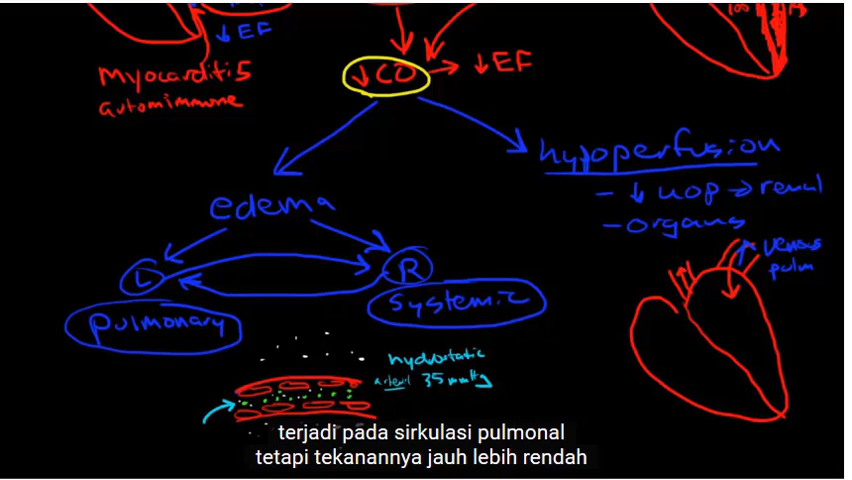 ↓ EF
Myocarditis
autoimmune
↓ CO → ↓ EF
100
hypoperfusion
- ↓ UOP → renal
- organs
edema
L
R
pulmonary
systemic
venous
pulm
hydrostatic
arterial 35 mmHg
terjadi pada sirkulasi pulmonal
tetapi tekanannya jauh lebih rendah